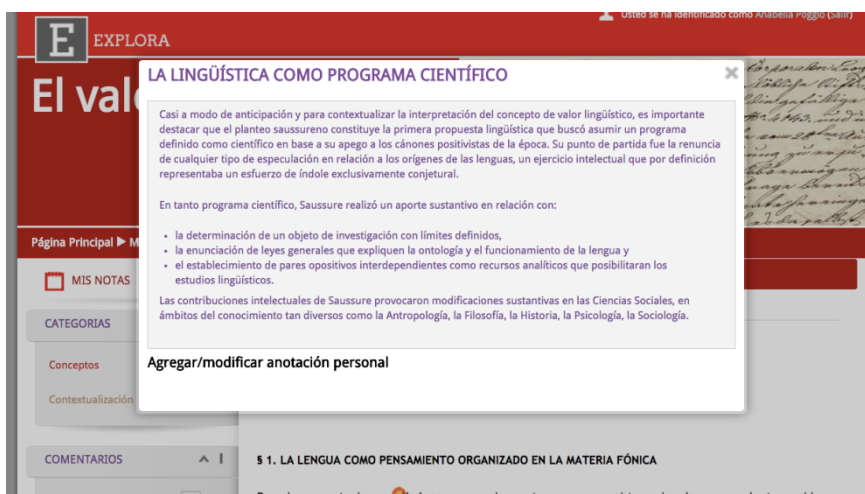 Usted se ha identificado como Anabella Poggio (Salir)
E EXPLORA
El val
LA LINGÜÍSTICA COMO PROGRAMA CIENTÍFICO
Casi a modo de anticipación y para contextualizar la interpretación del concepto de valor lingüístico, es importante
destacar que el planteo saussureno constituye la primera propuesta lingüística que buscó asumir un programa
definido como científico en base a su apego a los cánones positivistas de la época. Su punto de partida fue la renuncia
de cualquier tipo de especulación en relación a los orígenes de las lenguas, un ejercicio intelectual que por definición
representaba un esfuerzo de índole exclusivamente conjetural.
En tanto programa científico, Saussure realizó un aporte sustantivo en relación con:
• la determinación de un objeto de investigación con límites definidos,
• la enunciación de leyes generales que expliquen la ontología y el funcionamiento de la lengua y
• el establecimiento de pares opositivos interdependientes como recursos analíticos que posibilitaran los
estudios lingüísticos.
Las contribuciones intelectuales de Saussure provocaron modificaciones sustantivas en las Ciencias Sociales, en
ámbitos del conocimiento tan diversos como la Antropología, la Filosofía, la Historia, la Psicología, la Sociología.
Agregar/modificar anotación personal
Página Principal ► M
MIS NOTAS
CATEGORIAS
Conceptos
Contextualización
COMENTARIOS
§ 1. LA LENGUA COMO PENSAMIENTO ORGANIZADO EN LA MATERIA FÓNICA